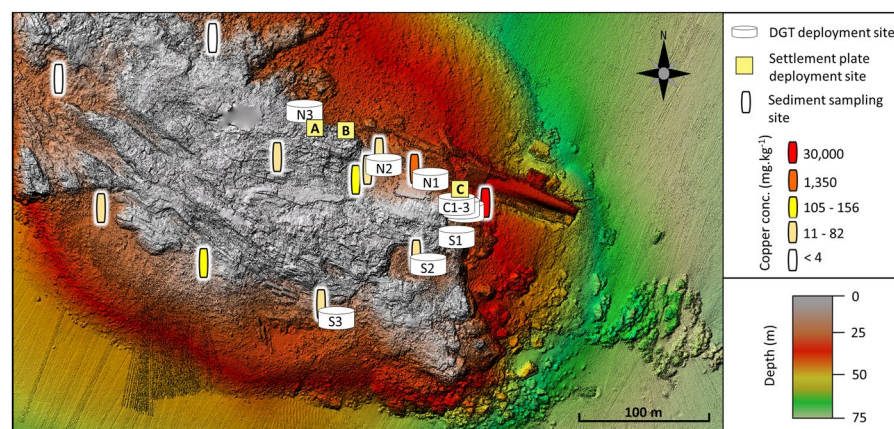 N
N3
A
B
N2
N1
C
C1-3
S1
S2
S3
100 m
DGT deployment site
Settlement plate
deployment site
Sediment sampling
site
Copper conc. (mg.kg⁻¹)
30,000
1,350
105 - 156
11 - 82
< 4
Depth (m)
0
25
50
75